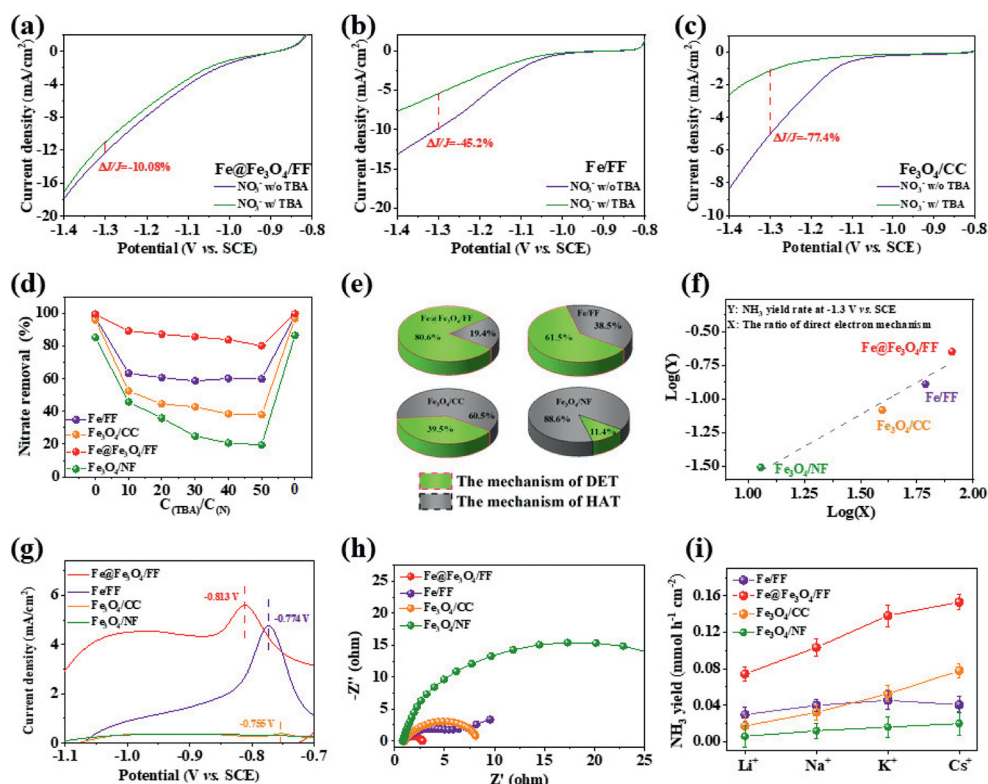 (a)
Current density (mA/cm²)
0
-4
-8
-12
-16
-20
ΔJ/J=-10.08%
Fe@Fe₃O₄/FF
NO₃⁻ w/o TBA
NO₃⁻ w/ TBA
-1.4 -1.3 -1.2 -1.1 -1.0 -0.9 -0.8
Potential (V vs. SCE)
(b)
Current density (mA/cm²)
0
-5
-10
-15
-20
ΔJ/J=-45.2%
Fe/FF
NO₃⁻ w/o TBA
NO₃⁻ w/ TBA
-1.4 -1.3 -1.2 -1.1 -1.0 -0.9 -0.8
Potential (V vs. SCE)
(c)
Current density (mA/cm²)
0
-2
-4
-6
-8
-10
ΔJ/J=-77.4%
Fe₃O₄/CC
NO₃⁻ w/o TBA
NO₃⁻ w/ TBA
-1.4 -1.3 -1.2 -1.1 -1.0 -0.9 -0.8
Potential (V vs. SCE)
(d)
Nitrate removal (%)
100
80
60
40
20
0
Fe/FF
Fe₃O₄/CC
Fe@Fe₃O₄/FF
Fe₃O₄/NF
0 10 20 30 40 50 0
C(TBA)/C(N)
(e)
Fe@Fe₃O₄/FF
80.6%
19.4%
Fe/FF
61.5%
38.5%
Fe₃O₄/CC
39.5%
60.5%
Fe₃O₄/NF
88.6%
11.4%
The mechanism of DET
The mechanism of HAT
(f)
Y: NH₃ yield rate at -1.3 V vs. SCE
X: The ratio of direct electron mechanism
Log(Y)
-0.50
-0.75
-1.00
-1.25
-1.50
Fe@Fe₃O₄/FF
Fe/FF
Fe₃O₄/CC
Fe₃O₄/NF
1.00 1.25 1.50 1.75 2.00
Log(X)
(g)
Current density (mA/cm²)
6
4
2
0
Fe@Fe₃O₄/FF
Fe/FF
Fe₃O₄/CC
Fe₃O₄/NF
-0.813 V
-0.774 V
-0.755 V
-1.1 -1.0 -0.9 -0.8 -0.7
Potential (V vs. SCE)
(h)
-Z'' (ohm)
25
20
15
10
5
0
Fe@Fe₃O₄/FF
Fe/FF
Fe₃O₄/CC
Fe₃O₄/NF
0 5 10 15 20 25
Z' (ohm)
(i)
NH₃ yield (mmol h⁻¹ cm⁻²)
0.16
0.12
0.08
0.04
0.00
Fe/FF
Fe@Fe₃O₄/FF
Fe₃O₄/CC
Fe₃O₄/NF
Li⁺ Na⁺ K⁺ Cs⁺